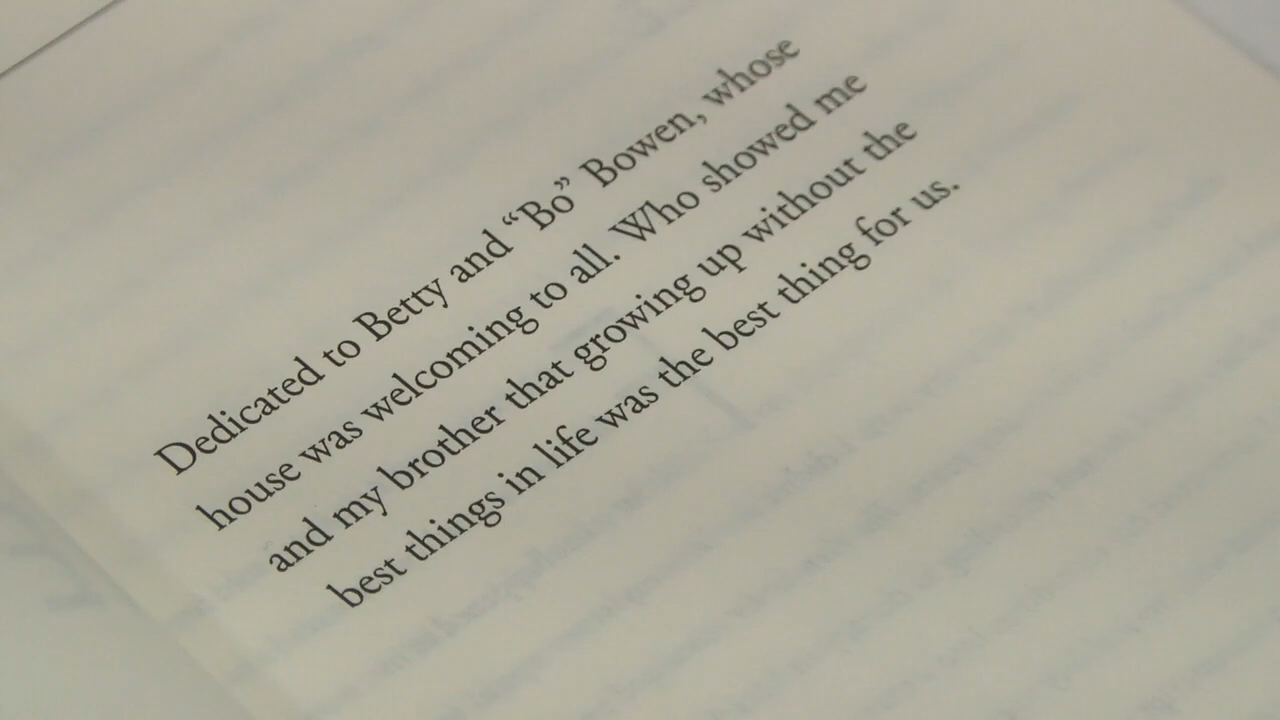 Dedicated to Betty and “Bo” Bowen, whose
house was welcoming to all. Who showed me
and my brother that growing up without the
best things in life was the best thing for us.